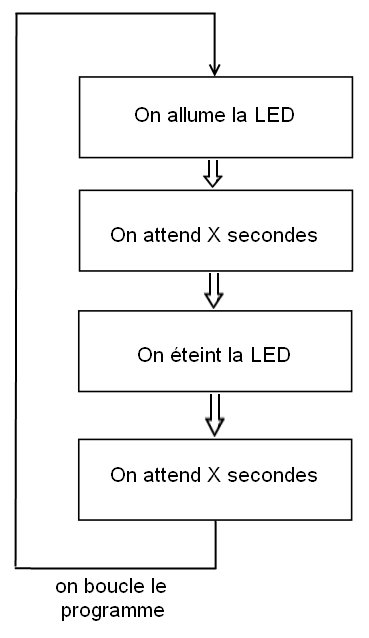 On allume la LED
On attend X secondes
On éteint la LED
On attend X secondes
on boucle le
programme